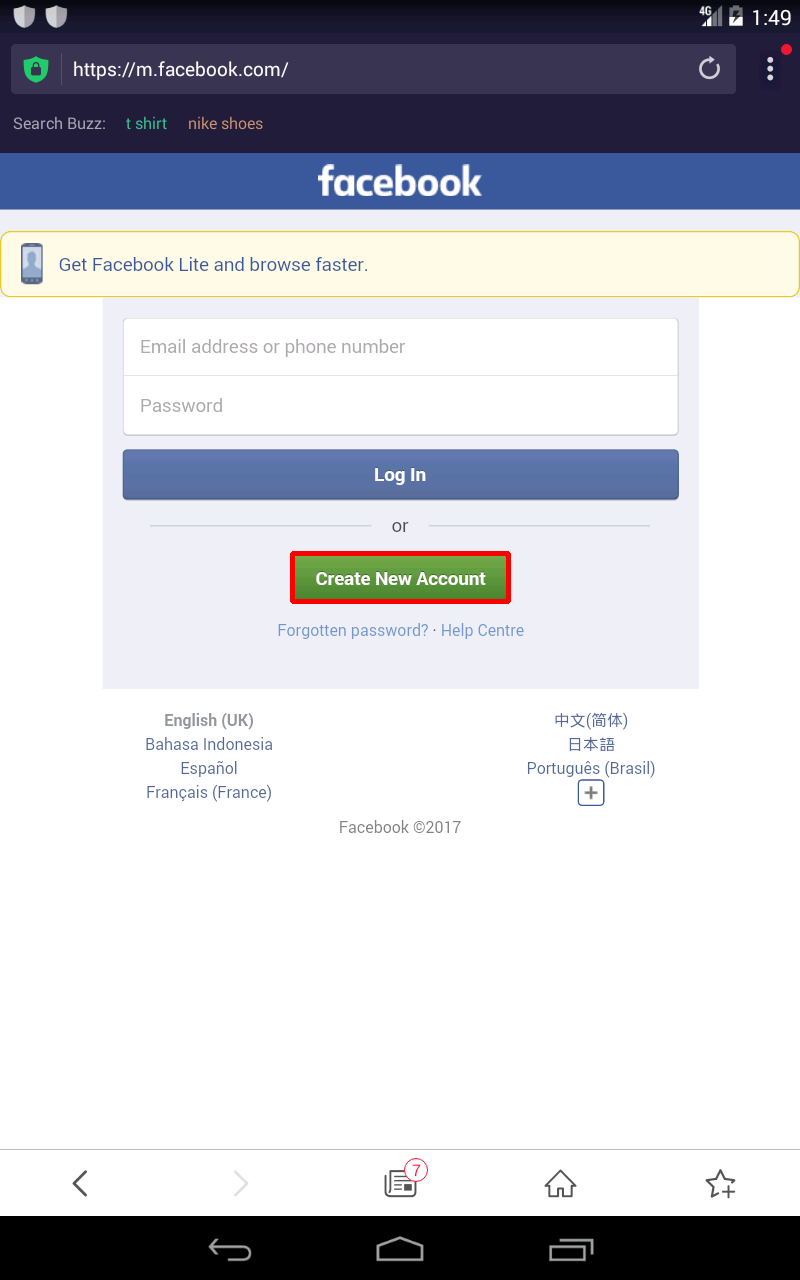 4G 1:49
https://m.facebook.com/
Search Buzz: t shirt nike shoes
facebook
Get Facebook Lite and browse faster.
Email address or phone number
Password
Log In
or
Create New Account
Forgotten password? · Help Centre
English (UK)
Bahasa Indonesia
Español
Français (France)
中文(简体)
日本語
Português (Brasil)
Facebook ©2017
7